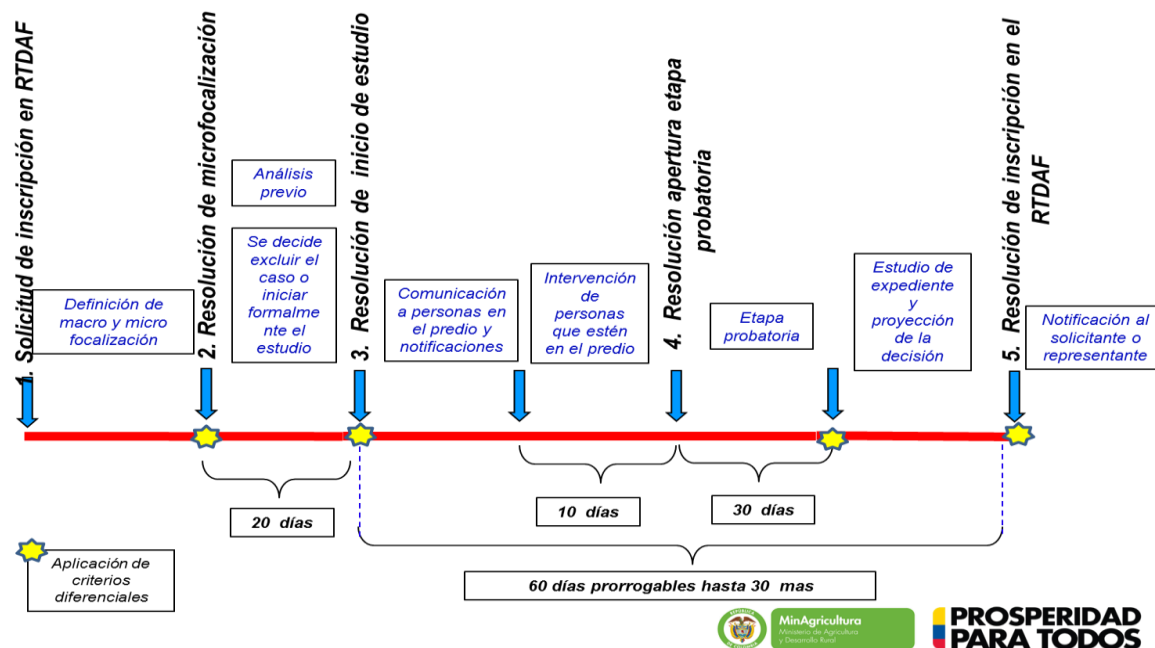 1. Solicitud de inscripción en RTDAF
Definición de
macro y micro
focalización
2. Resolución de microfocalización
Análisis
previo
Se decide
excluir el
caso o
iniciar
formalme
nte el
estudio
3. Resolución de inicio de estudio
Comunicación
a personas en
el predio y
notificaciones
Intervención
de
personas
que estén
en el predio
4. Resolución apertura etapa
probatoria
Etapa
probatoria
Estudio de
expediente
y
proyección
de la
decisión
5. Resolución de inscripción en el
RTDAF
Notificación al
solicitante o
representante
20 días
10 días
30 días
60 días prorrogables hasta 30 mas
Aplicación de
criterios
diferenciales
MinAgricultura
Ministerio de Agricultura
y Desarrollo Rural
PROSPERIDAD
PARA TODOS